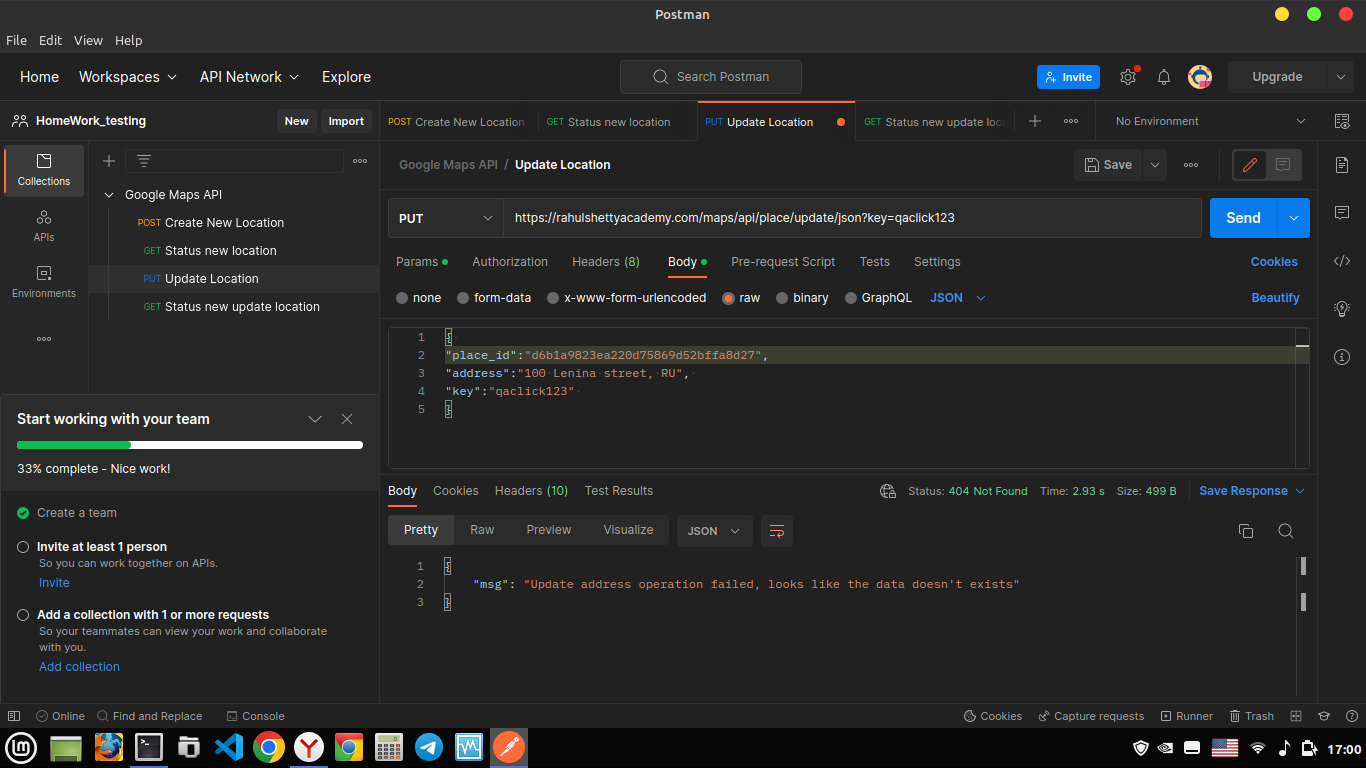 Postman
File Edit View Help
Home Workspaces API Network Explore Search Postman Invite Upgrade
HomeWork_testing New Import
POST Create New Location GET Status new location PUT Update Location GET Status new update loc No Environment
Collections
APIs
Environments
Google Maps API
POST Create New Location
GET Status new location
PUT Update Location
GET Status new update location
Google Maps API / Update Location Save
PUT https://rahulshettyacademy.com/maps/api/place/update/json?key=qaclick123 Send
Params Authorization Headers (8) Body Pre-request Script Tests Settings Cookies
none form-data x-www-form-urlencoded raw binary GraphQL JSON Beautify
1 {
2 "place_id":"d6b1a9823ea220d75869d52bffa8d27",
3 "address":"100 Lenina street, RU",
4 "key":"qaclick123"
5 }
Start working with your team
33% complete - Nice work!
Create a team
Invite at least 1 person
So you can work together on APIs.
Invite
Add a collection with 1 or more requests
So your teammates can view your work and collaborate
with you.
Add collection
Body Cookies Headers (10) Test Results Status: 404 Not Found Time: 2.93 s Size: 499 B Save Response
Pretty Raw Preview Visualize JSON
1 {
2 "msg": "Update address operation failed, looks like the data doesn't exists"
3 }
Online Find and Replace Console Cookies Capture requests Runner Trash
17:00